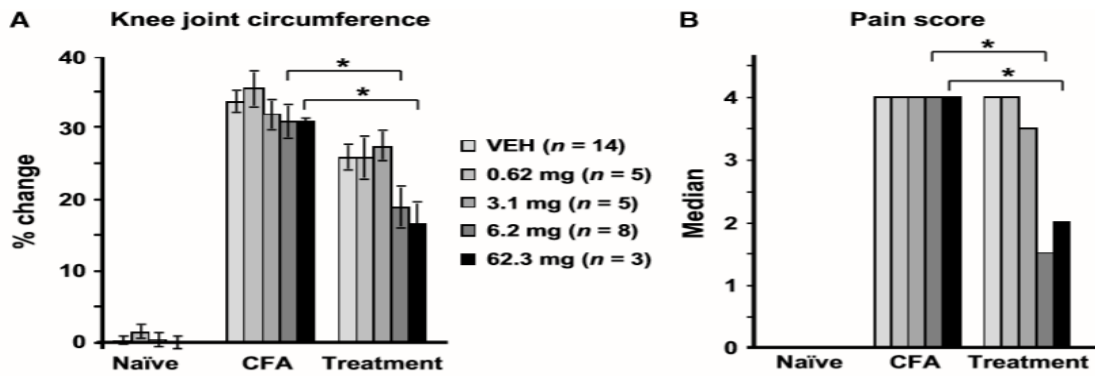 A Knee joint circumference
% change
40
30
20
10
0
Naïve CFA Treatment
* 
*
VEH (n = 14)
0.62 mg (n = 5)
3.1 mg (n = 5)
6.2 mg (n = 8)
62.3 mg (n = 3)
B Pain score
Median
4
3
2
1
0
Naïve CFA Treatment
*
*